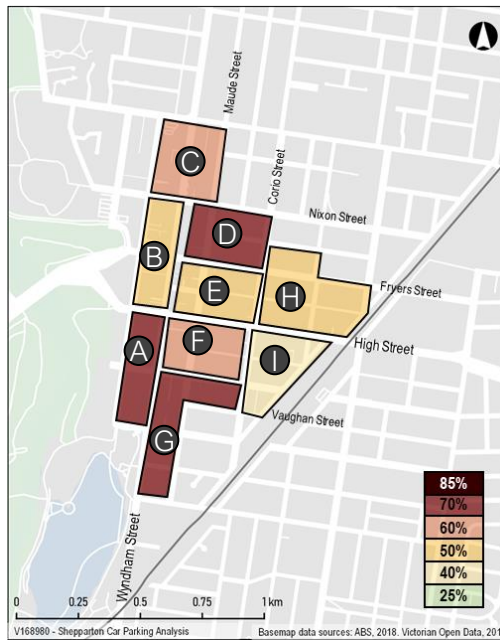 Maude Street
Corio Street
C
Nixon Street
D
B
E
H
Fryers Street
A
F
I
High Street
G
Vaughan Street
Wyndham Street
85%
70%
60%
50%
40%
25%
0 0.25 0.5 0.75 1 km
V168980 - Shepparton Car Parking Analysis
Basemap data sources: ABS, 2018. Victorian Open Data, 201